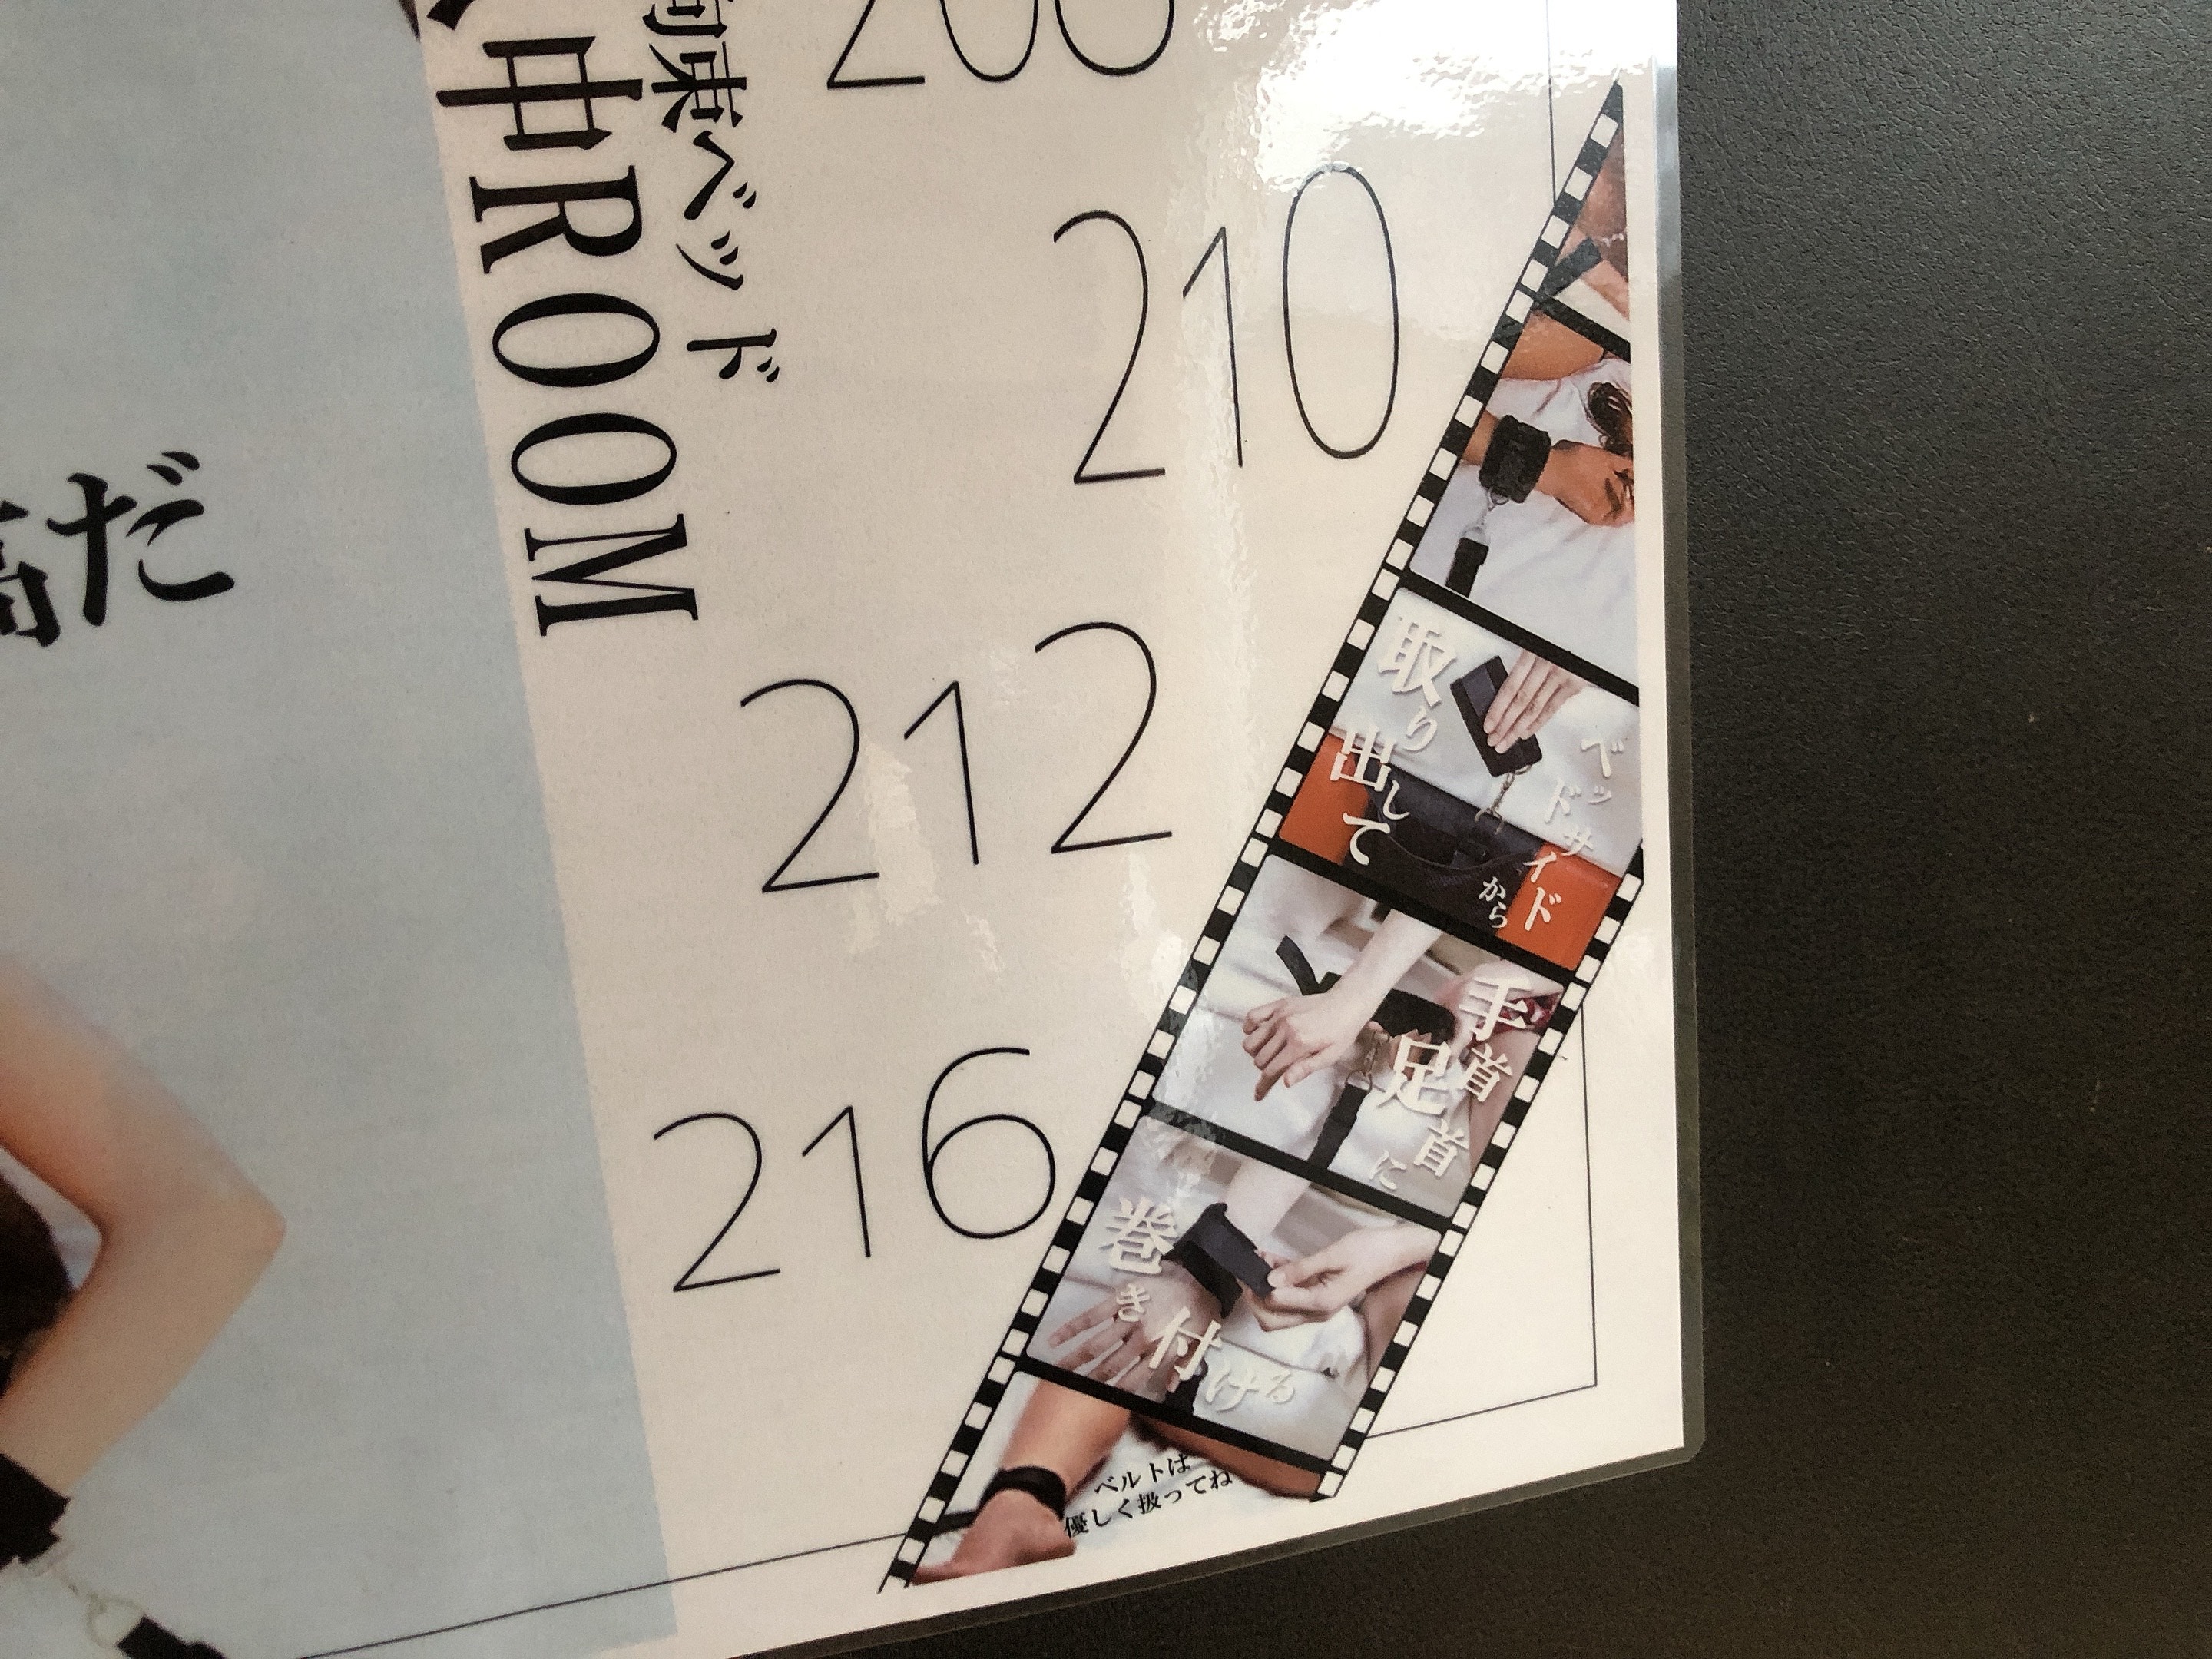 拘束ベッド
中ROOM
だ
208
210
212
216
ベッドサイドから
取り出して
手首
足首に
巻き付ける
ベルトは
優しく扱ってね